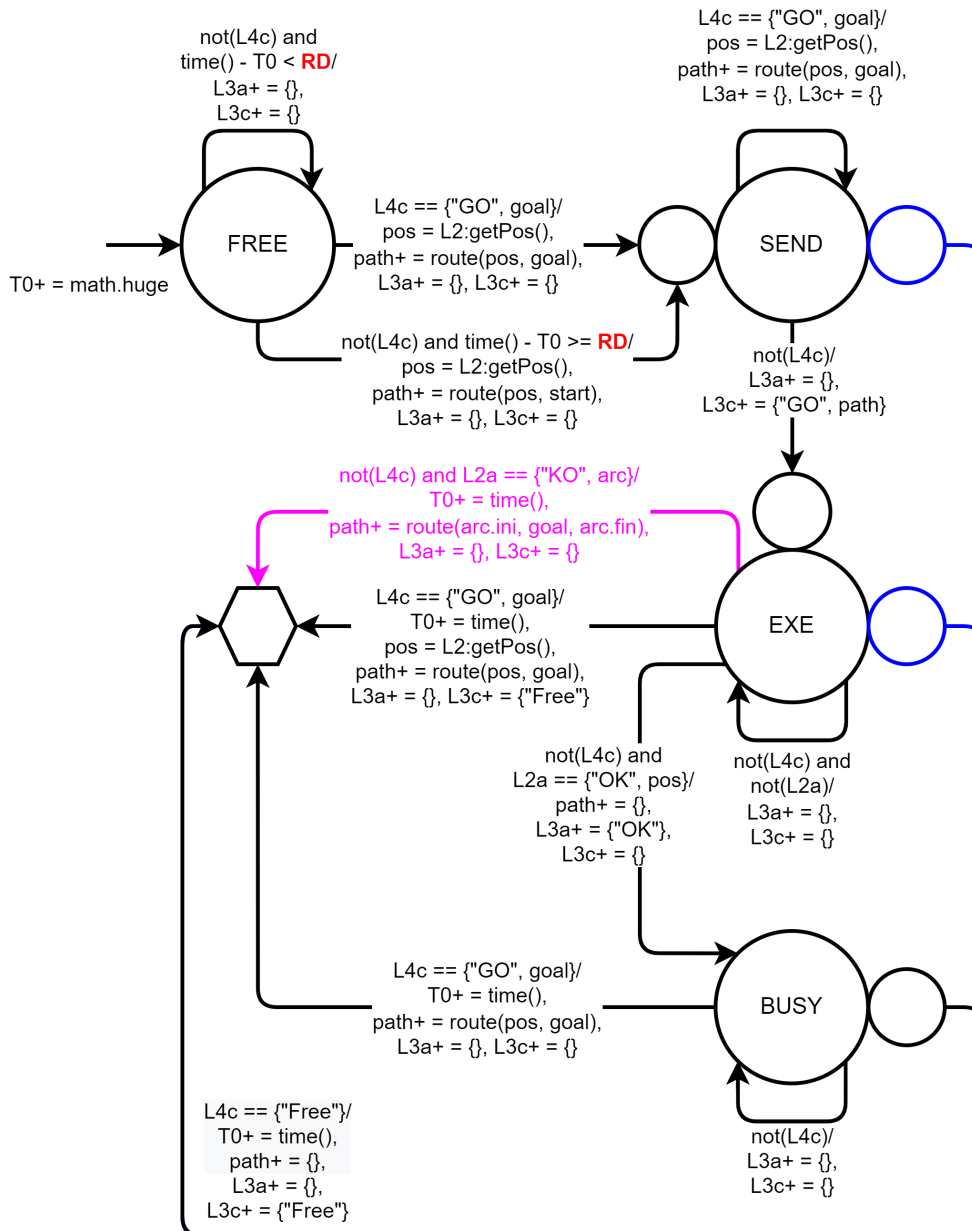 L4c == {"GO", goal}/
pos = L2:getPos(),
path+ = route(pos, goal),
L3a+ = {}, L3c+ = {}
not(L4c) and
time() - T0 < RD/
L3a+ = {},
L3c+ = {}
FREE
T0+ = math.huge
L4c == {"GO", goal}/
pos = L2:getPos(),
path+ = route(pos, goal),
L3a+ = {}, L3c+ = {}
SEND
not(L4c) and time() - T0 >= RD/
pos = L2:getPos(),
path+ = route(pos, start),
L3a+ = {}, L3c+ = {}
not(L4c)/
L3a+ = {},
L3c+ = {"GO", path}
not(L4c) and L2a == {"KO", arc}/
T0+ = time(),
path+ = route(arc.ini, goal, arc.fin),
L3a+ = {}, L3c+ = {}
L4c == {"GO", goal}/
T0+ = time(),
pos = L2:getPos(),
path+ = route(pos, goal),
L3a+ = {}, L3c+ = {"Free"}
EXE
not(L4c) and
L2a == {"OK", pos}/
path+ = {},
L3a+ = {"OK"},
L3c+ = {}
not(L4c) and
not(L2a)/
L3a+ = {},
L3c+ = {}
L4c == {"GO", goal}/
T0+ = time(),
path+ = route(pos, goal),
L3a+ = {}, L3c+ = {}
BUSY
L4c == {"Free"}/
T0+ = time(),
path+ = {},
L3a+ = {},
L3c+ = {"Free"}
not(L4c)/
L3a+ = {},
L3c+ = {}